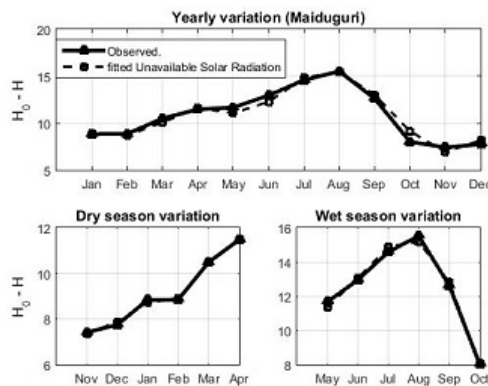 Yearly variation (Maiduguri)
20
15
10
5
H0 - H
Observed.
fitted Unavailable Solar Radiation
Jan Feb Mar Apr May Jun Jul Aug Sep Oct Nov Dec
Dry season variation
12
10
8
6
H0 - H
Nov Dec Jan Feb Mar Apr
Wet season variation
16
14
12
10
8
May Jun Jul Aug Sep Oct